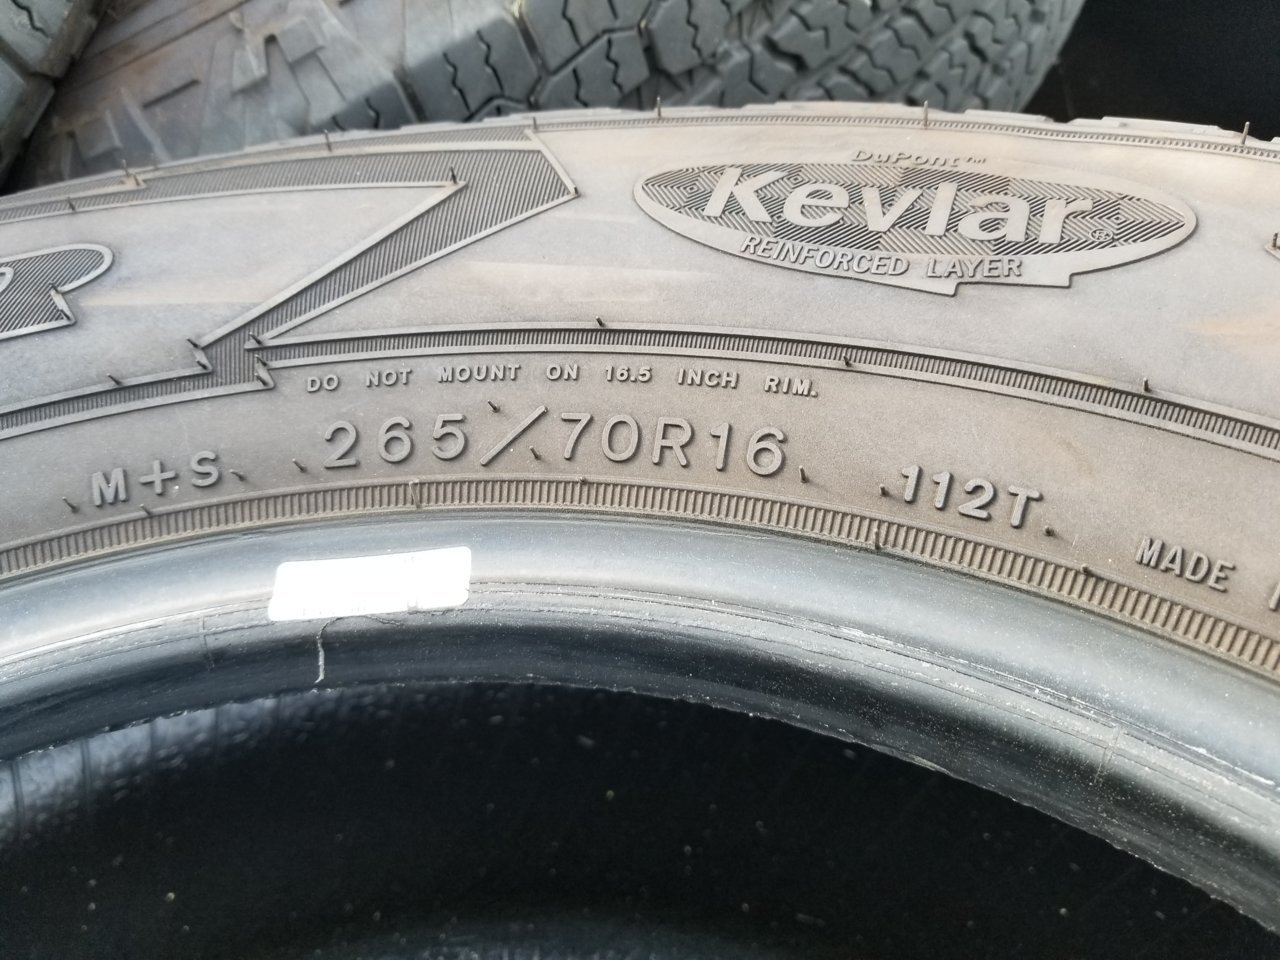 DuPont™
Kevlar®
REINFORCED LAYER
DO NOT MOUNT ON 16.5 INCH RIM.
M+S 265/70R16 112T
MADE